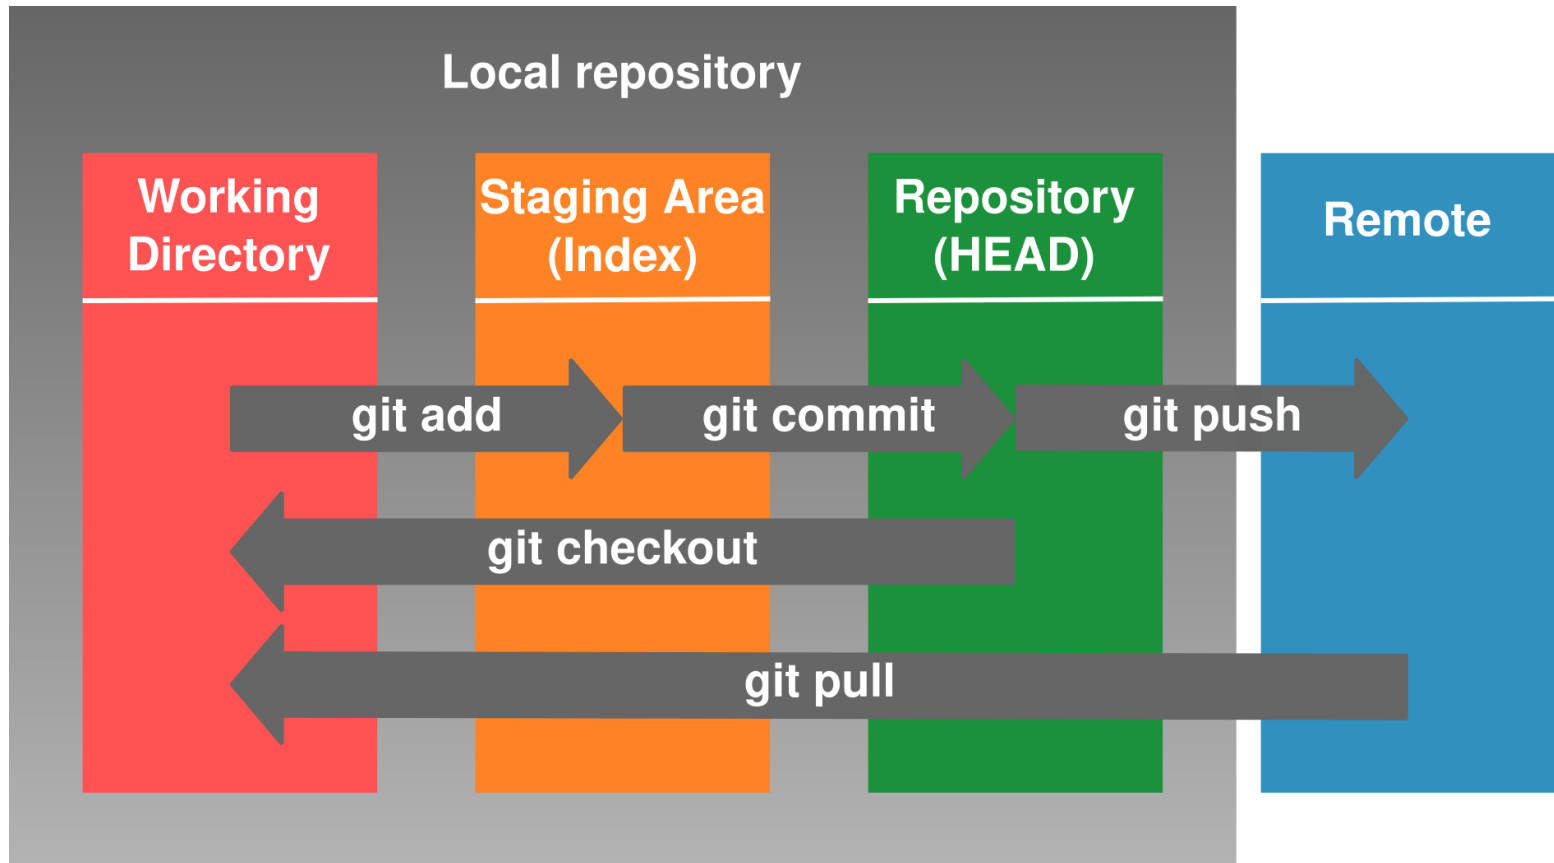 Local repository
Working
Directory
Staging Area
(Index)
Repository
(HEAD)
Remote
git add
git commit
git push
git checkout
git pull